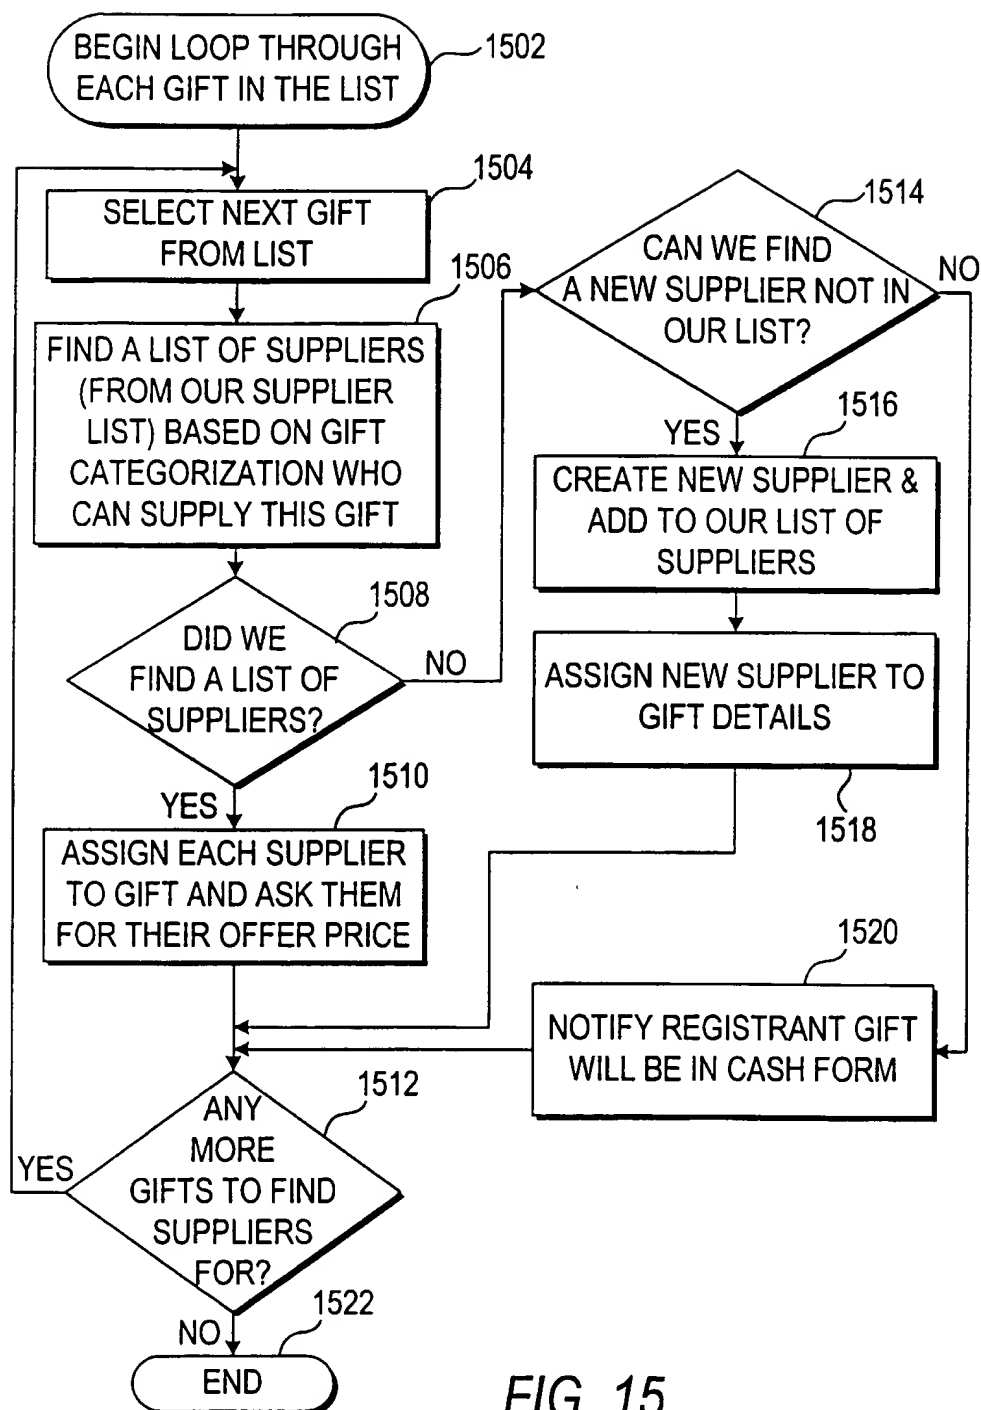 BEGIN LOOP THROUGH
EACH GIFT IN THE LIST
1502
SELECT NEXT GIFT
FROM LIST
1504
FIND A LIST OF SUPPLIERS
(FROM OUR SUPPLIER
LIST) BASED ON GIFT
CATEGORIZATION WHO
CAN SUPPLY THIS GIFT
1506
DID WE
FIND A LIST OF
SUPPLIERS?
1508
NO
YES
ASSIGN EACH SUPPLIER
TO GIFT AND ASK THEM
FOR THEIR OFFER PRICE
1510
CAN WE FIND
A NEW SUPPLIER NOT IN
OUR LIST?
1514
NO
YES
CREATE NEW SUPPLIER &
ADD TO OUR LIST OF
SUPPLIERS
1516
ASSIGN NEW SUPPLIER TO
GIFT DETAILS
1518
NOTIFY REGISTRANT GIFT
WILL BE IN CASH FORM
1520
ANY
MORE
GIFTS TO FIND
SUPPLIERS
FOR?
1512
YES
NO
END
1522
FIG. 15